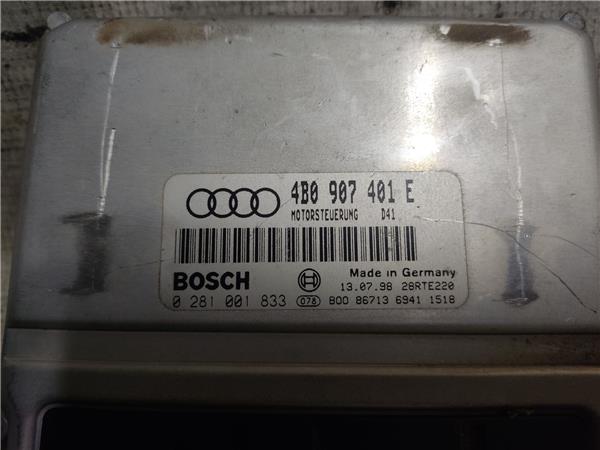 4B0 907 401 E
MOTORSTEUERUNG D41
BOSCH Made in Germany
13.07.98 28RTE220
0 281 001 833 078 800 86713 6941 1518